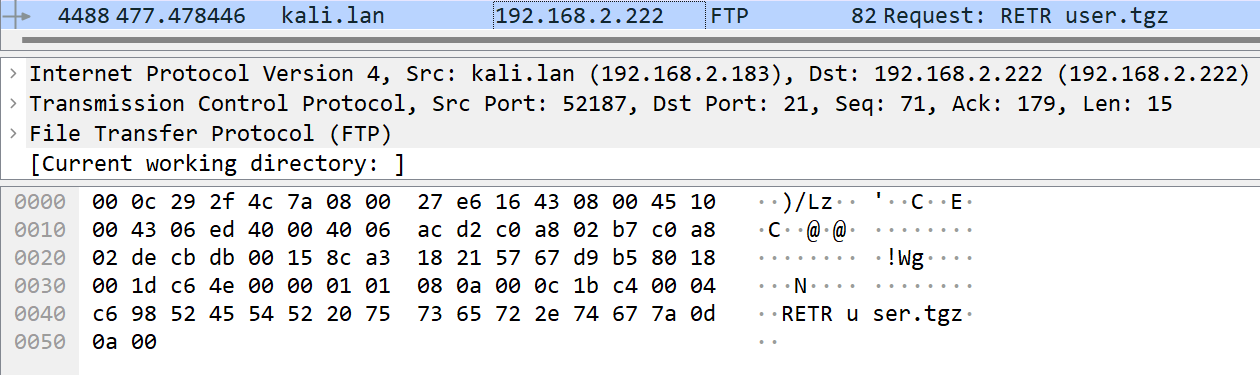 4488 477.478446 kali.lan 192.168.2.222 FTP 82 Request: RETR user.tgz
> Internet Protocol Version 4, Src: kali.lan (192.168.2.183), Dst: 192.168.2.222 (192.168.2.222)
> Transmission Control Protocol, Src Port: 52187, Dst Port: 21, Seq: 71, Ack: 179, Len: 15
> File Transfer Protocol (FTP)
[Current working directory: ]
0000 00 0c 29 2f 4c 7a 08 00 27 e6 16 43 08 00 45 10 ··)/Lz·· '··C··E·
0010 00 43 06 ed 40 00 40 06 ac d2 c0 a8 02 b7 c0 a8 ·C··@·@· ········
0020 02 de cb db 00 15 8c a3 18 21 57 67 d9 b5 80 18 ········ ·!Wg····
0030 00 1d c6 4e 00 00 01 01 08 0a 00 0c 1b c4 00 04 ···N···· ········
0040 c6 98 52 45 54 52 20 75 73 65 72 2e 74 67 7a 0d ··RETR u ser.tgz·
0050 0a 00 ··